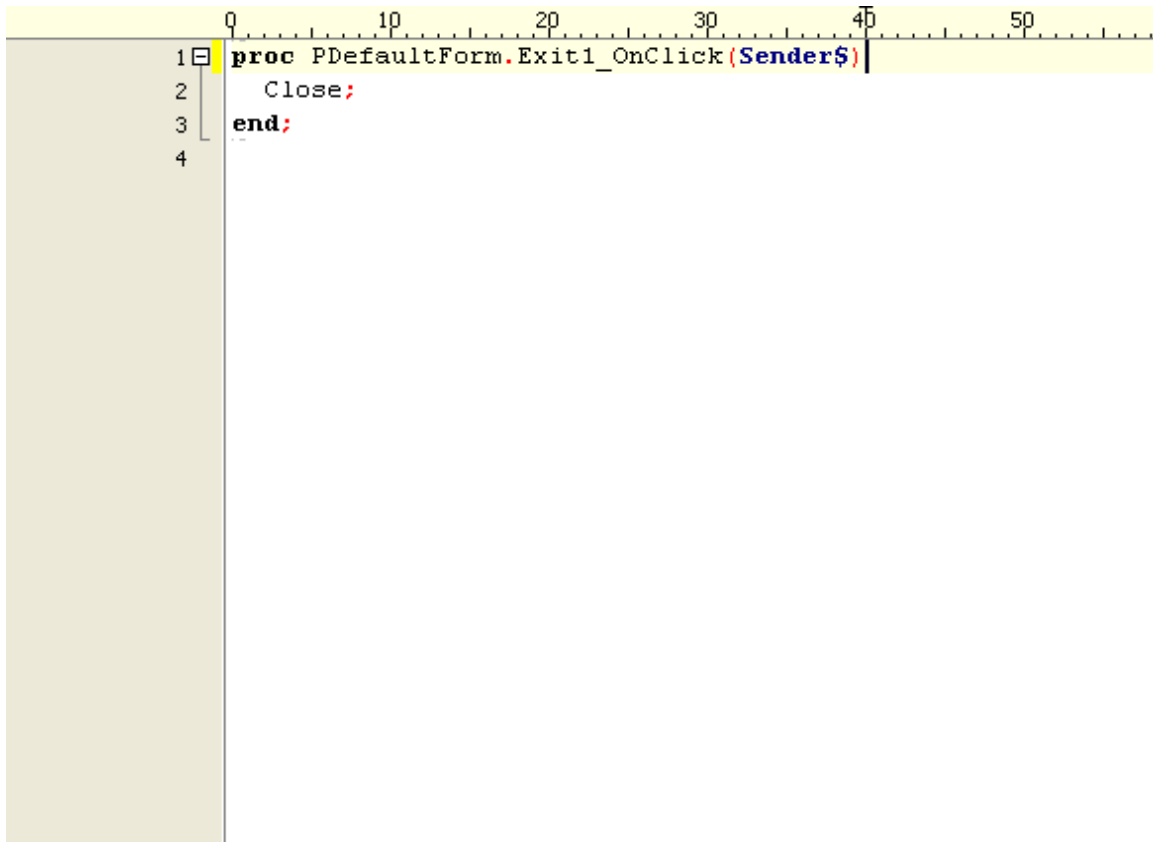 0 10 20 30 40 50
1 proc PDefaultForm.Exit1_OnClick(Sender$)
2 Close;
3 end;
4